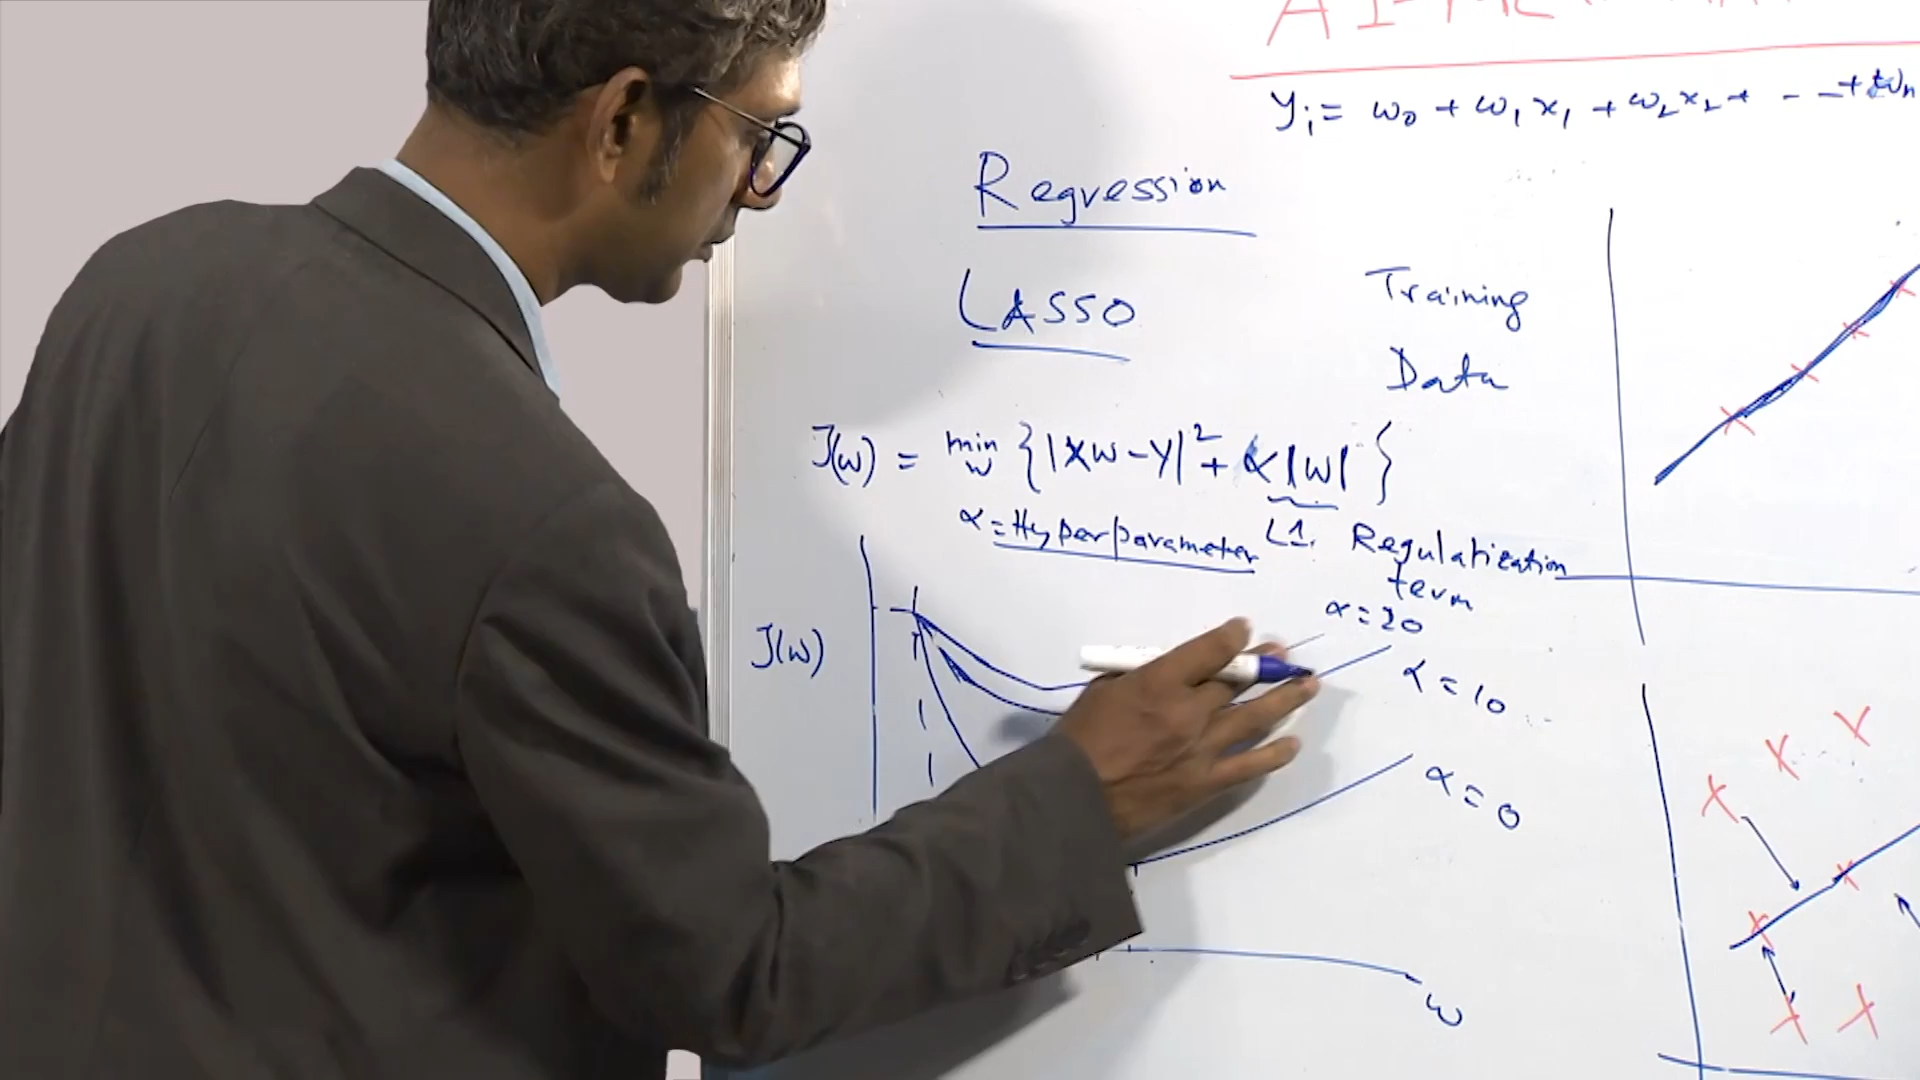 yᵢ = w₀ + w₁x₁ + w₂x₂ + - - + wₙ
Regression
LASSO
Training
Data
J(w) = min {|Xw-Y|² + α|w|}
w
α = Hyperparameter
L1. Regulatization
term
α = 20
J(w)
α = 10
α = 0
w